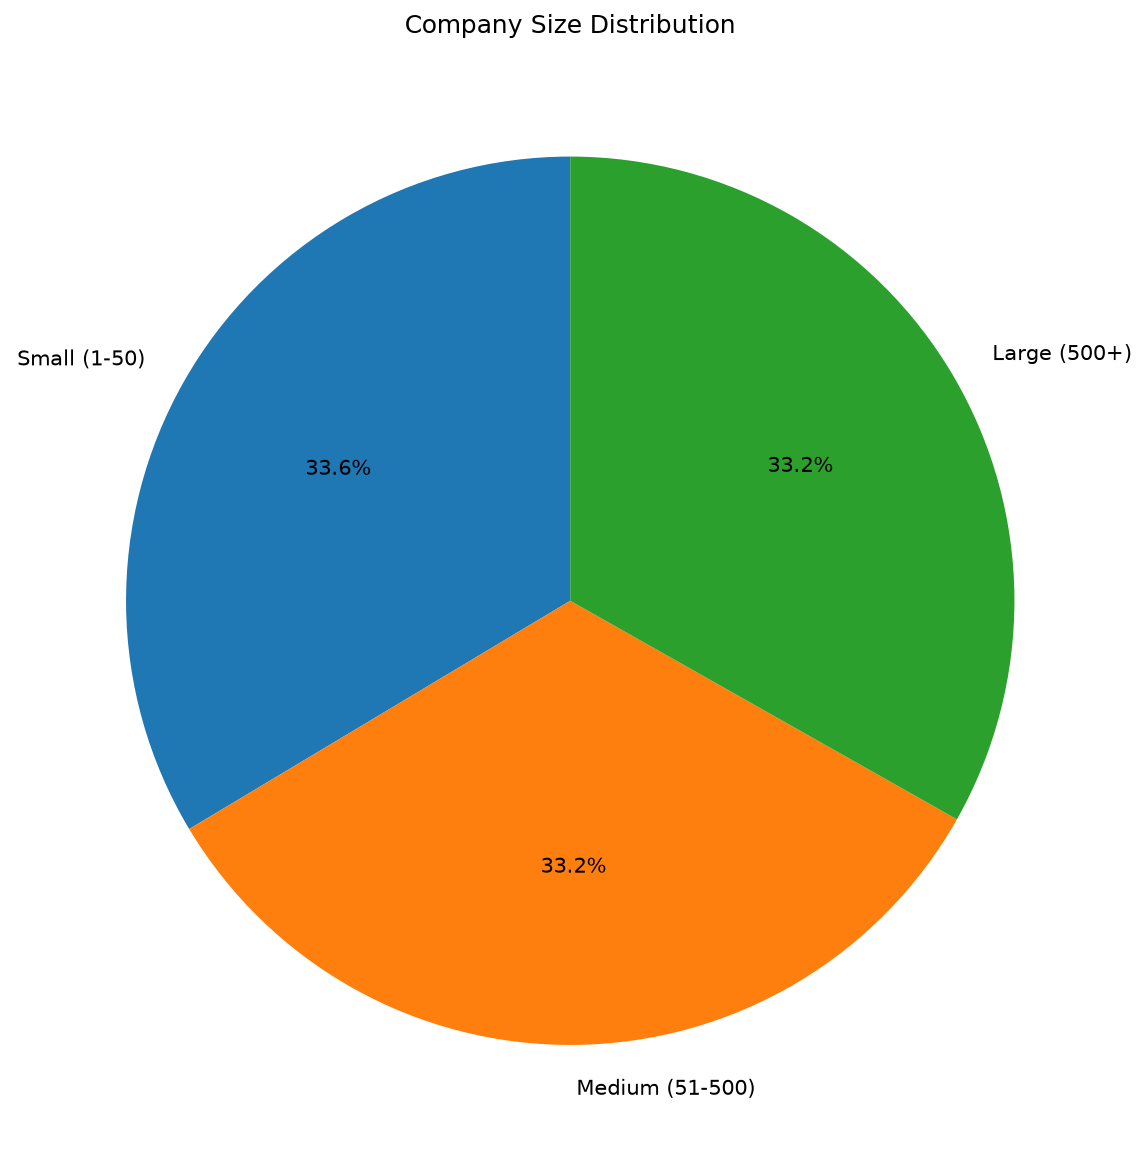 Company Size Distribution
Large (500+)
Small (1-50)
33.2%
33.6%
33.2%
Medium (51-500)